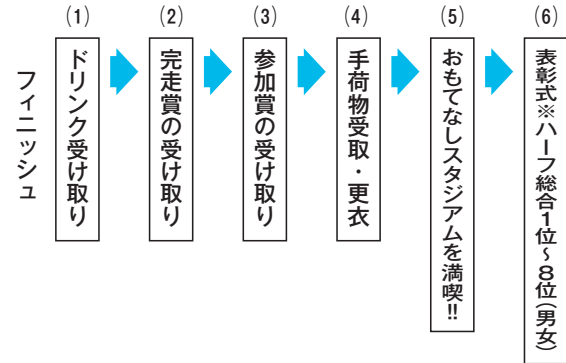 フィニッシュ
(1)
ドリンク受け取り
(2)
完走賞の受け取り
(3)
参加賞の受け取り
(4)
手荷物受取・更衣
(5)
おもてなしスタジアムを満喫!!
(6)
表彰式※ハーフ総合1位～8位(男女)